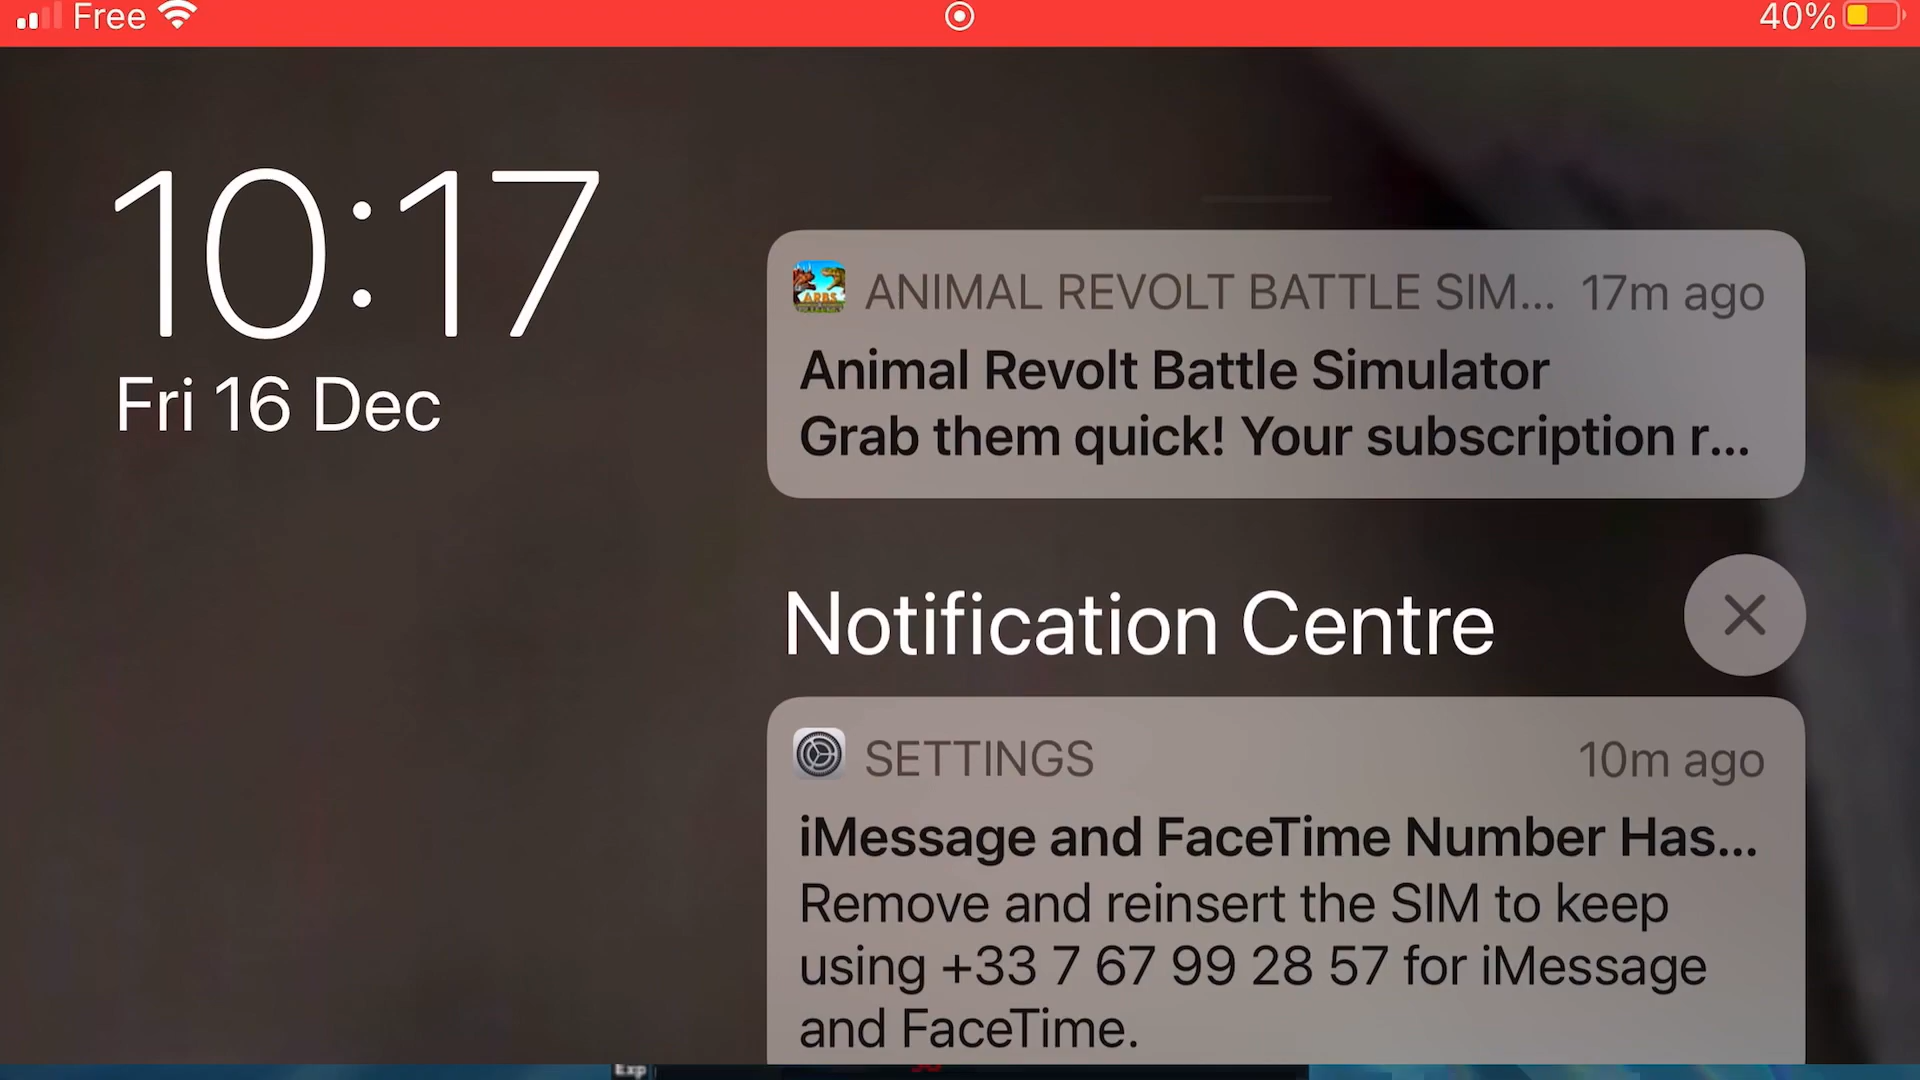 Free
40%
10:17
Fri 16 Dec
ANIMAL REVOLT BATTLE SIM... 17m ago
Animal Revolt Battle Simulator
Grab them quick! Your subscription r...
Notification Centre
SETTINGS 10m ago
iMessage and FaceTime Number Has...
Remove and reinsert the SIM to keep
using +33 7 67 99 28 57 for iMessage
and FaceTime.
Exp